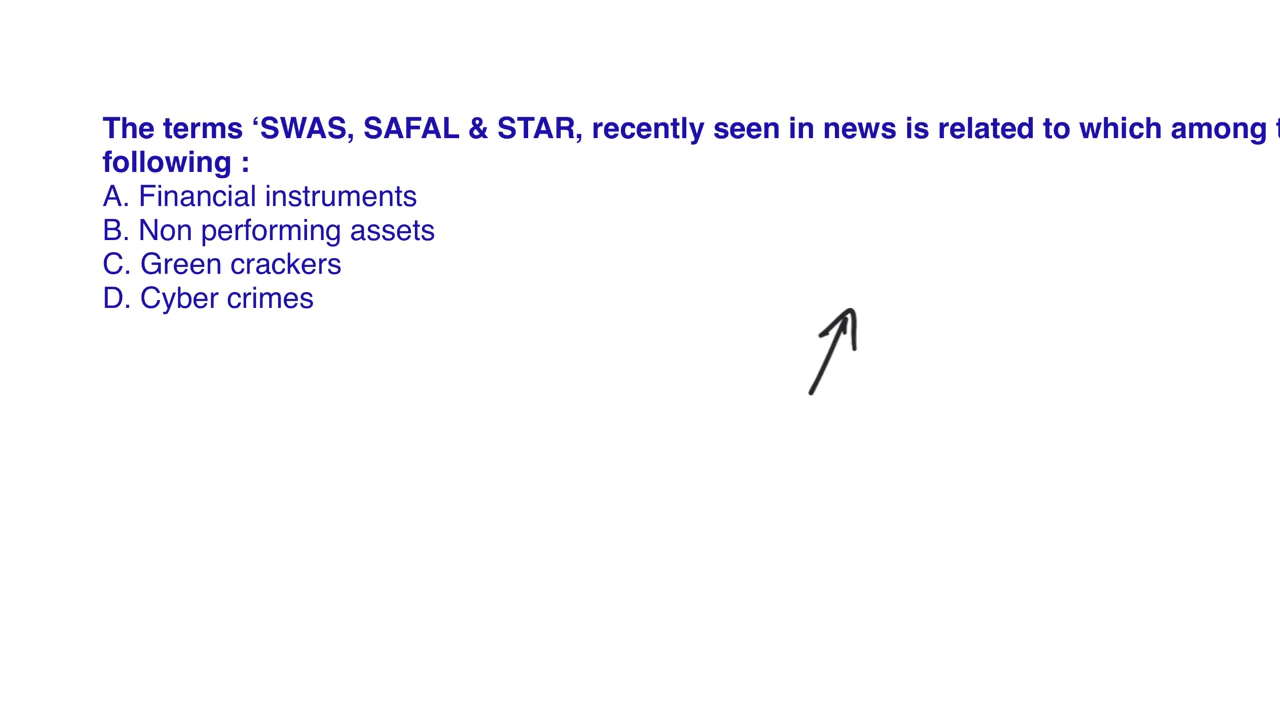 The terms ‘SWAS, SAFAL & STAR, recently seen in news is related to which among
following :
A. Financial instruments
B. Non performing assets
C. Green crackers
D. Cyber crimes